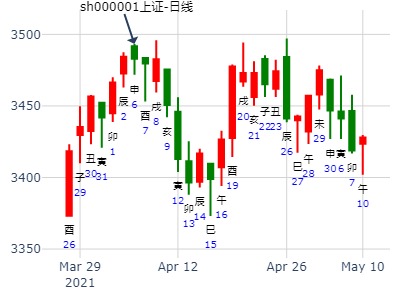 sh000001上证-日线
3500
3450
3400
3350
酉
26
子
29
丑
30
寅
31
卯
1
辰
2
申
6
酉
7
戌
8
亥
9
寅
12
卯
13
辰
14
巳
15
午
16
酉
19
戌
20
亥
21
子
22
丑
23
辰
26
巳
27
午
28
未
29
申
30
寅
6
卯
7
午
10
Mar 29
2021
Apr 12
Apr 26
May 10